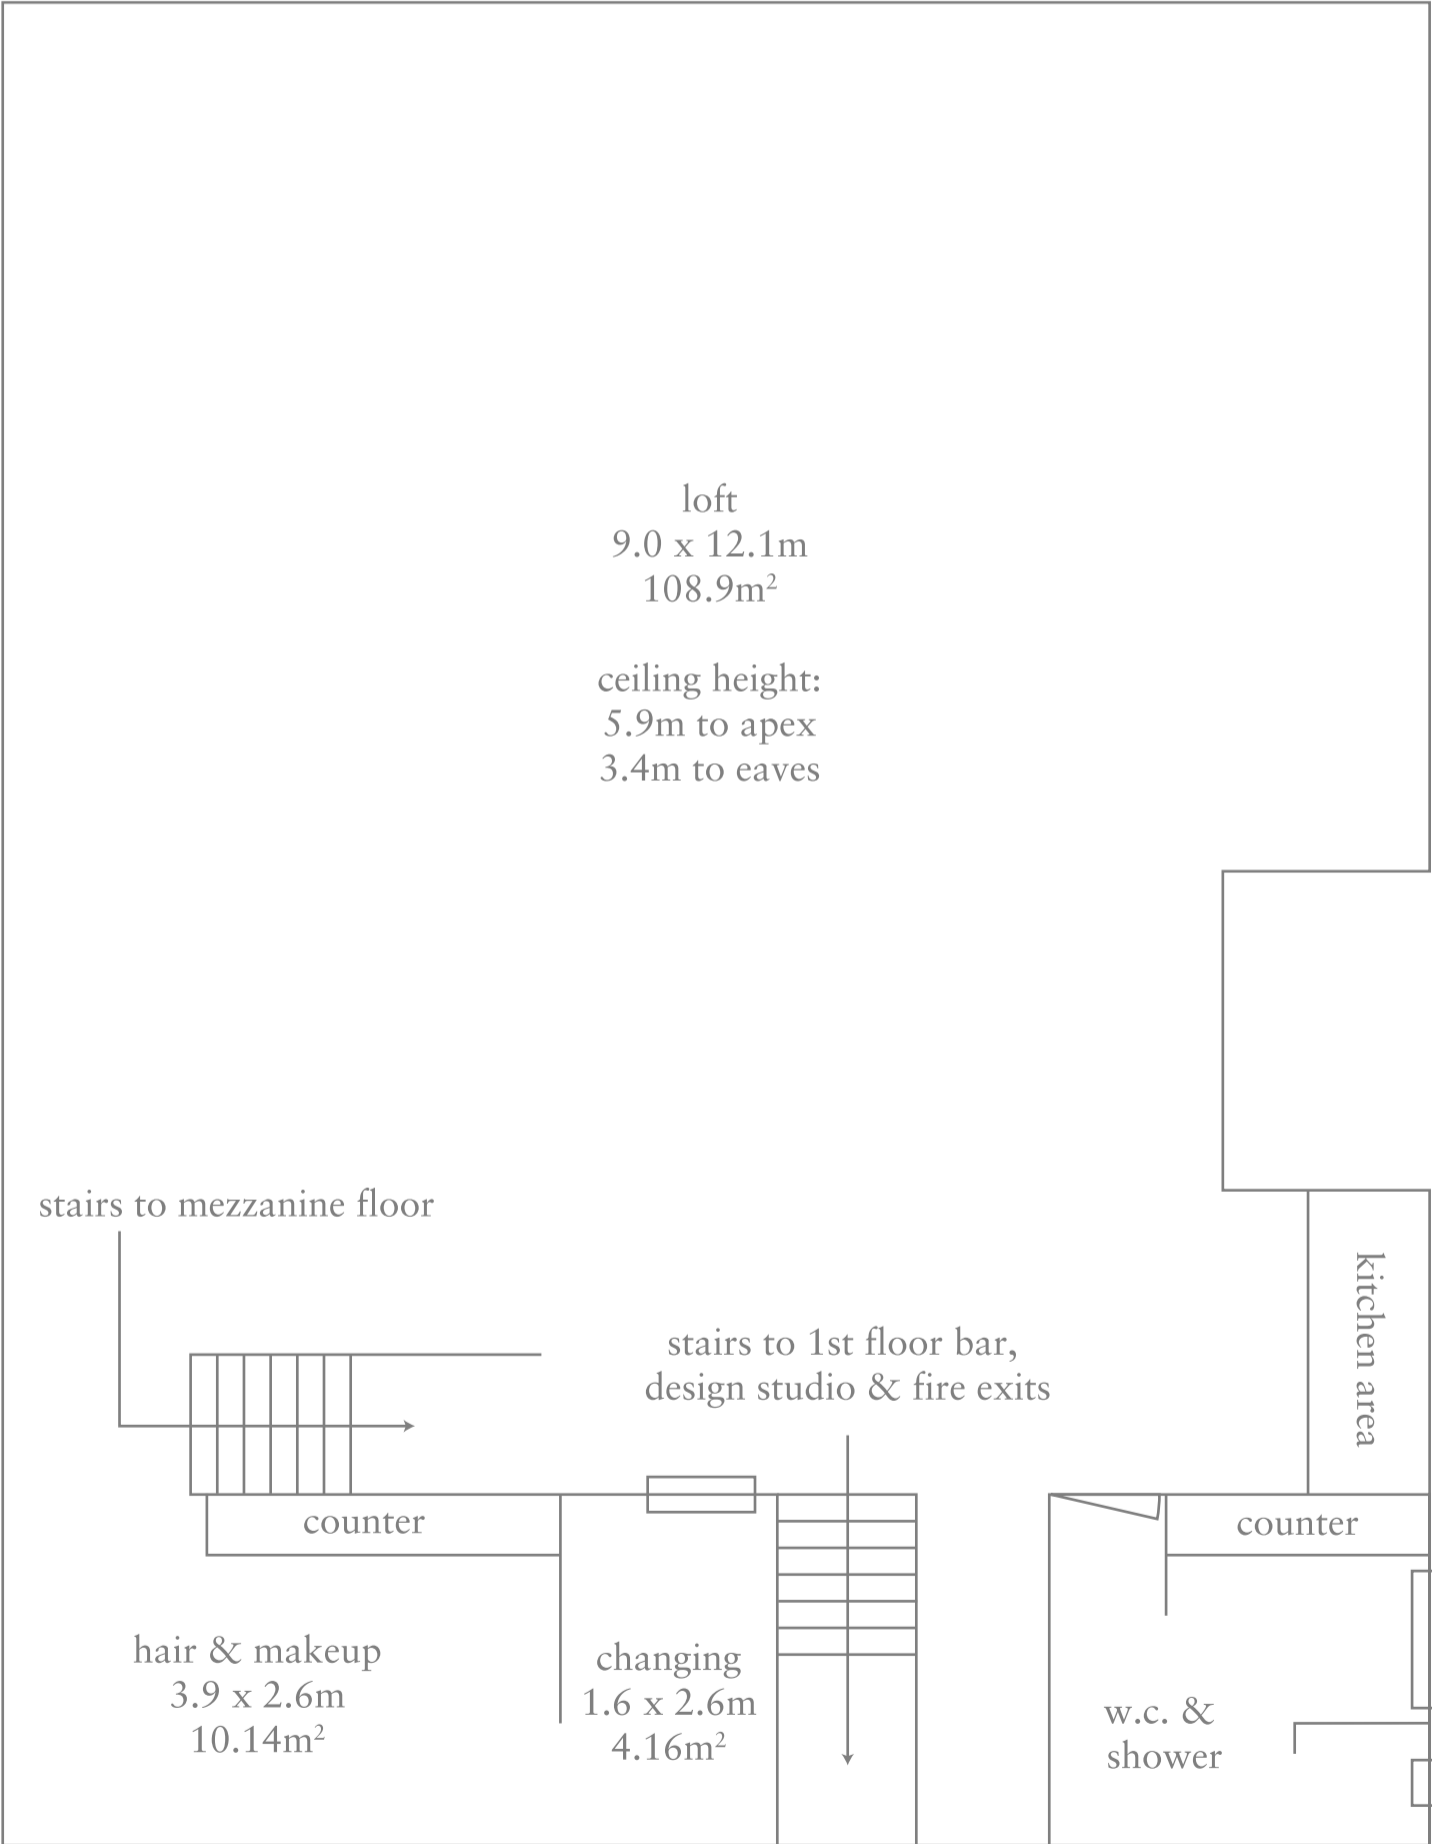 loft
9.0 x 12.1m
108.9m²
ceiling height:
5.9m to apex
3.4m to eaves
stairs to mezzanine floor
kitchen area
stairs to 1st floor bar,
design studio & fire exits
counter
counter
hair & makeup
3.9 x 2.6m
10.14m²
changing
1.6 x 2.6m
4.16m²
w.c. &
shower